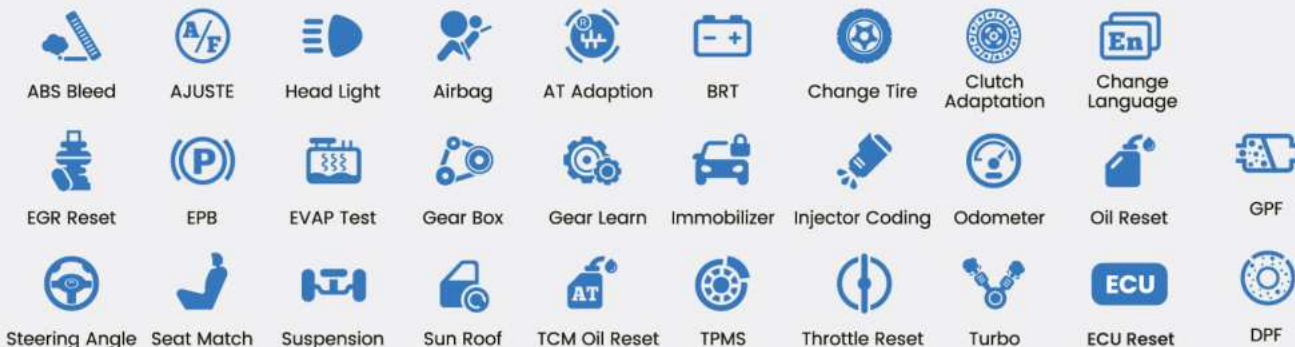 A/F
R
- +
En
ABS Bleed
AJUSTE
Head Light
Airbag
AT Adaption
BRT
Change Tire
Clutch
Adaptation
Change
Language
P
EGR Reset
EPB
EVAP Test
Gear Box
Gear Learn
Immobilizer
Injector Coding
Odometer
Oil Reset
GPF
AT
ECU
Steering Angle
Seat Match
Suspension
Sun Roof
TCM Oil Reset
TPMS
Throttle Reset
Turbo
ECU Reset
DPF